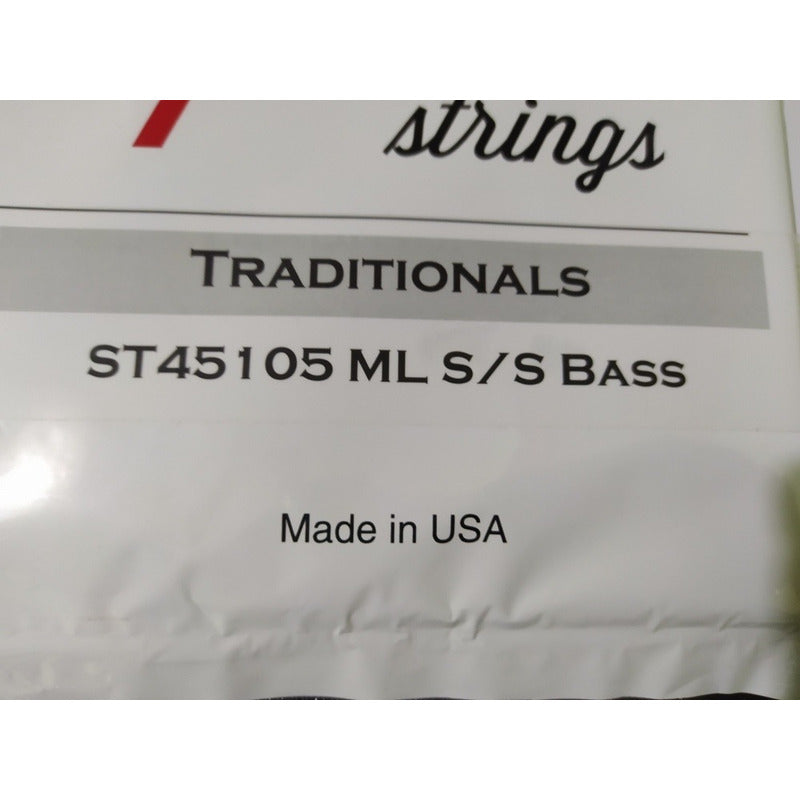 strings
TRADITIONALS
ST45105 ML S/S BASS
Made in USA